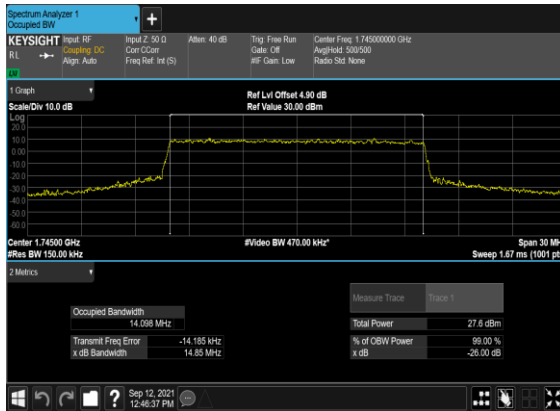 Spectrum Analyzer 1
Occupied BW
KEYSIGHT
RL
Input: RF
Coupling: DC
Align: Auto
Input Z: 50 Ω
Corr CCorr
Freq Ref: Int (S)
Atten: 40 dB
Trig: Free Run
Gate: Off
#IF Gain: Low
Center Freq: 1.745000000 GHz
Avg|Hold: 500/500
Radio Std: None
1 Graph
Scale/Div 10.0 dB
Ref Lvl Offset 4.90 dB
Ref Value 30.00 dBm
Log
20.0
10.0
0.00
-10.0
-20.0
-30.0
-40.0
-50.0
-60.0
Center 1.74500 GHz
#Res BW 150.00 kHz
#Video BW 470.00 kHz*
Span 30 MH
Sweep 1.67 ms (1001 pt
2 Metrics
Measure Trace Trace 1
Occupied Bandwidth
14.098 MHz
Total Power 27.6 dBm
Transmit Freq Error -14.185 kHz
% of OBW Power 99.00 %
x dB Bandwidth 14.85 MHz
x dB -26.00 dB
Sep 12, 2021
12:46:37 PM